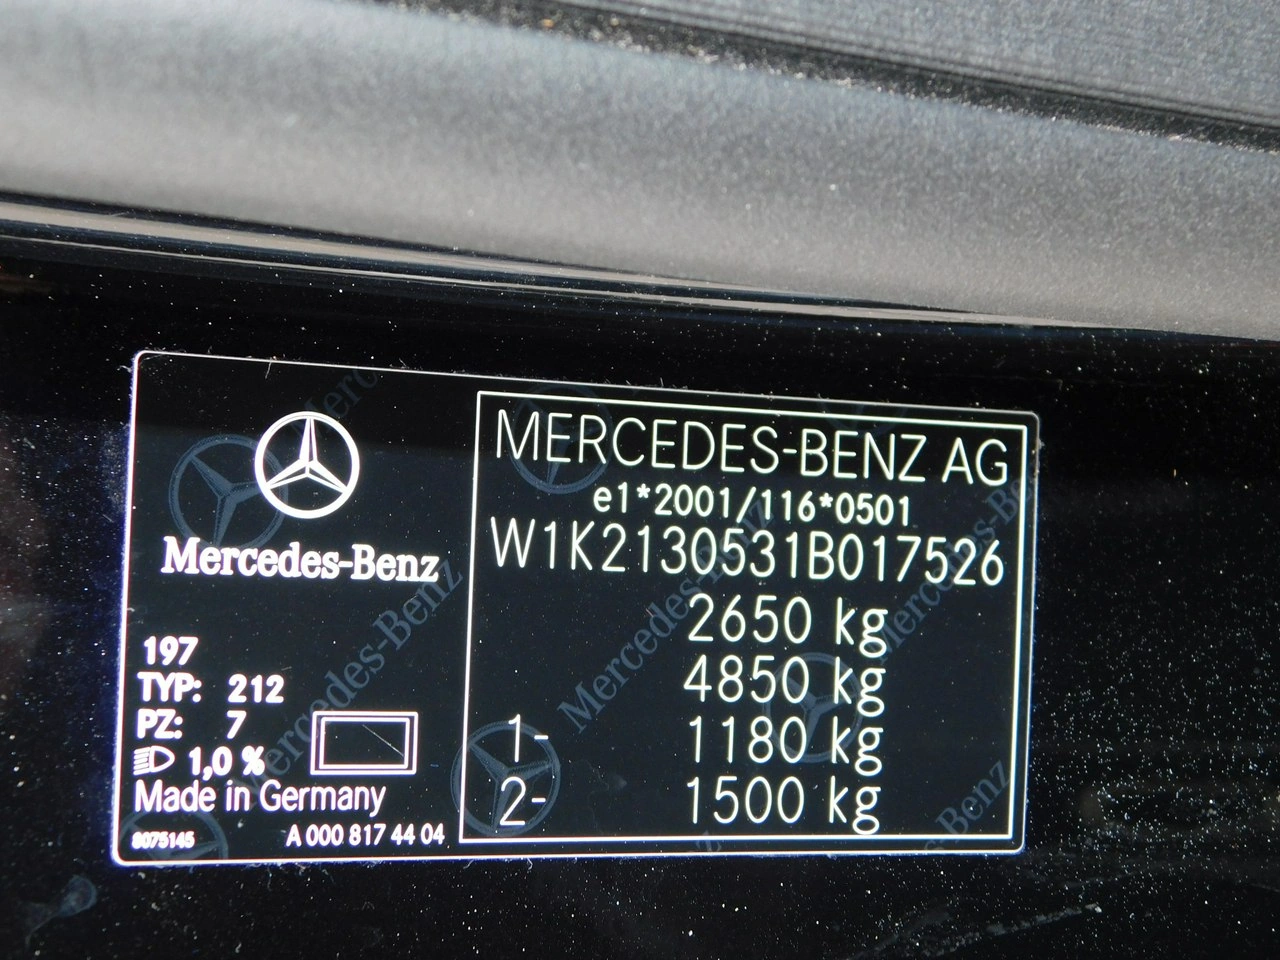 Mercedes-Benz
197
TYP: 212
PZ: 7
1,0 %
Made in Germany
8075145
A 000 817 44 04
MERCEDES-BENZ AG
e1*2001/116*0501
W1K2130531B017526
2650 kg
4850 kg
1- 1180 kg
2- 1500 kg